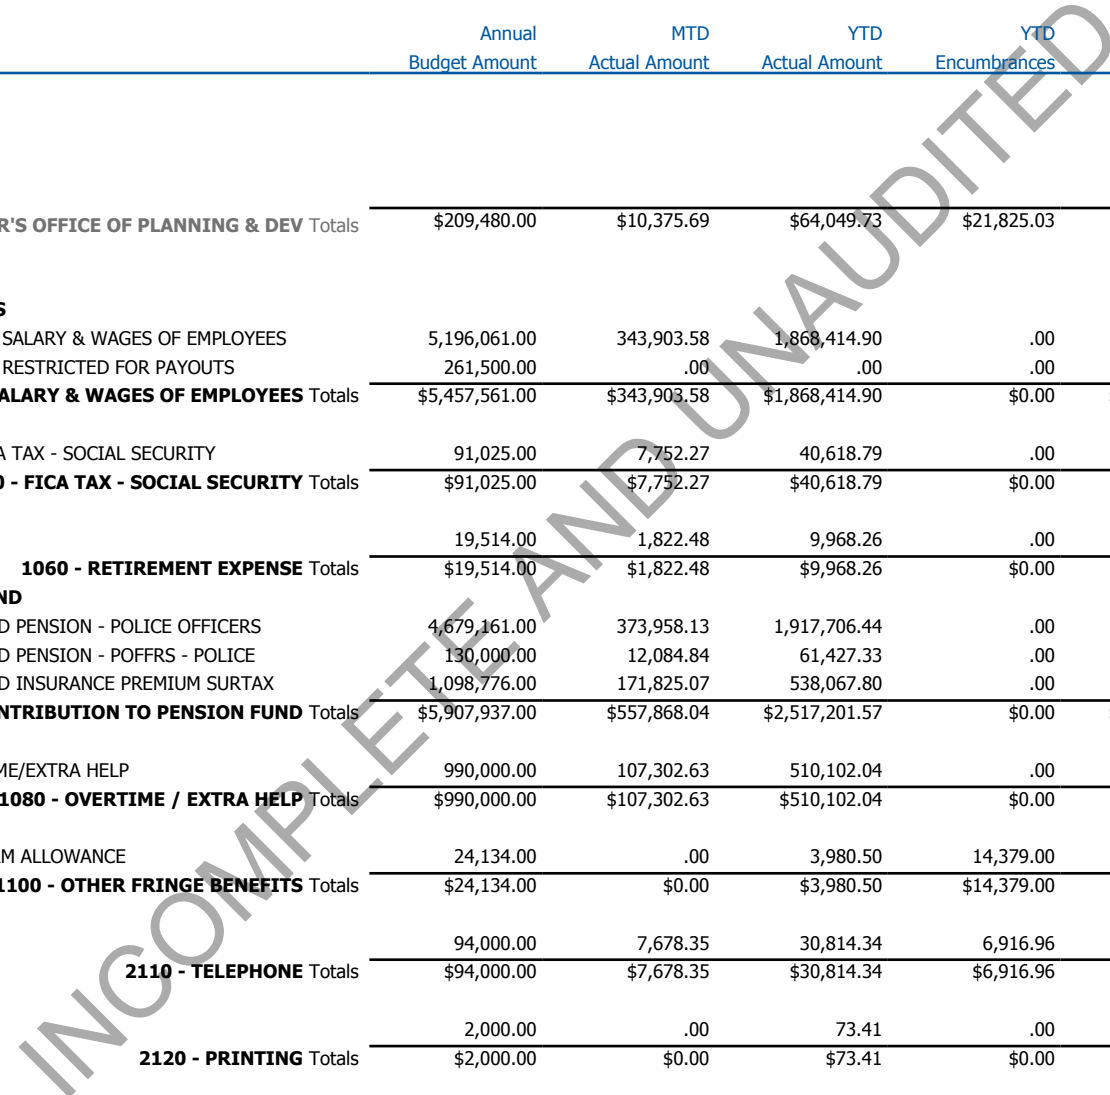 Annual MTD YTD YTD
Budget Amount Actual Amount Actual Amount Encumbrances
R'S OFFICE OF PLANNING & DEV Totals $209,480.00 $10,375.69 $64,049.73 $21,825.03
S
SALARY & WAGES OF EMPLOYEES 5,196,061.00 343,903.58 1,868,414.90 .00
RESTRICTED FOR PAYOUTS 261,500.00 .00 .00 .00
ALARY & WAGES OF EMPLOYEES Totals $5,457,561.00 $343,903.58 $1,868,414.90 $0.00
A TAX - SOCIAL SECURITY 91,025.00 7,752.27 40,618.79 .00
0 - FICA TAX - SOCIAL SECURITY Totals $91,025.00 $7,752.27 $40,618.79 $0.00
19,514.00 1,822.48 9,968.26 .00
1060 - RETIREMENT EXPENSE Totals $19,514.00 $1,822.48 $9,968.26 $0.00
ND
D PENSION - POLICE OFFICERS 4,679,161.00 373,958.13 1,917,706.44 .00
D PENSION - POFFRS - POLICE 130,000.00 12,084.84 61,427.33 .00
D INSURANCE PREMIUM SURTAX 1,098,776.00 171,825.07 538,067.80 .00
NTRIBUTION TO PENSION FUND Totals $5,907,937.00 $557,868.04 $2,517,201.57 $0.00
ME/EXTRA HELP 990,000.00 107,302.63 510,102.04 .00
1080 - OVERTIME / EXTRA HELP Totals $990,000.00 $107,302.63 $510,102.04 $0.00
RM ALLOWANCE 24,134.00 .00 3,980.50 14,379.00
1100 - OTHER FRINGE BENEFITS Totals $24,134.00 $0.00 $3,980.50 $14,379.00
94,000.00 7,678.35 30,814.34 6,916.96
2110 - TELEPHONE Totals $94,000.00 $7,678.35 $30,814.34 $6,916.96
2,000.00 .00 73.41 .00
2120 - PRINTING Totals $2,000.00 $0.00 $73.41 $0.00
INCOMPLETE AND UNAUDITED